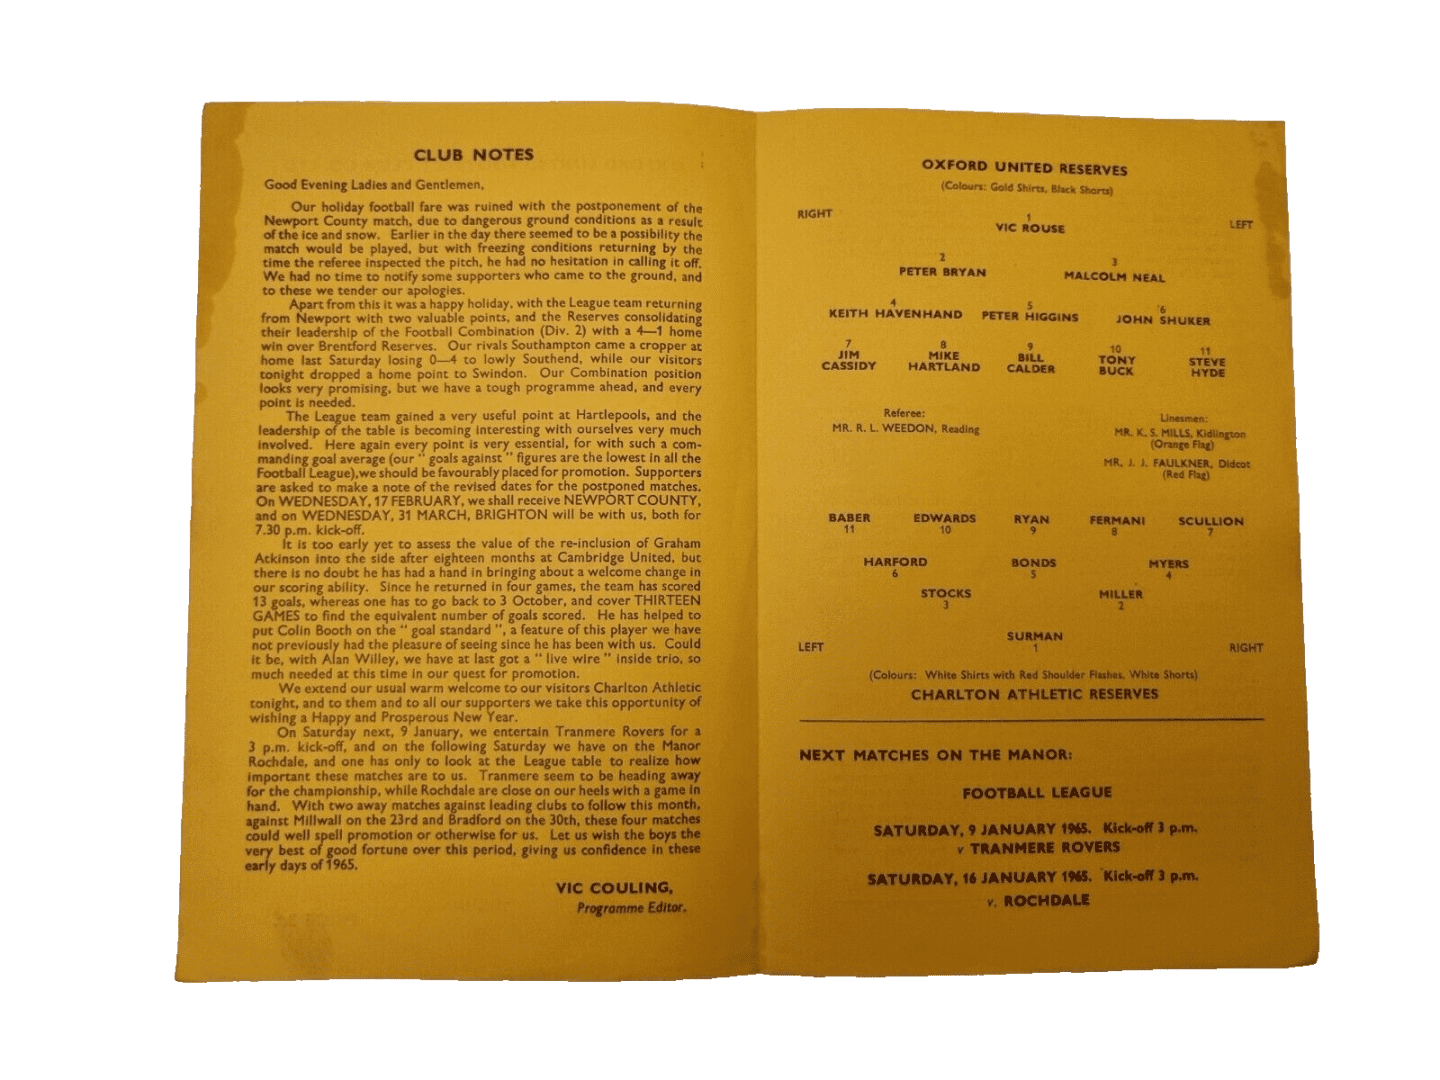 CLUB NOTES
Good Evening Ladies and Gentlemen,
Our holiday football fare was ruined with the postponement of the
Newport County match, due to dangerous ground conditions as a result
of the ice and snow. Earlier in the day there seemed to be a possibility the
match would be played, but with freezing conditions returning by the
time the referee inspected the pitch, he had no hesitation in calling it off.
We had no time to notify some supporters who came to the ground, and
to these we tender our apologies.
Apart from this it was a happy holiday, with the League team returning
from Newport with two valuable points, and the Reserves consolidating
their leadership of the Football Combination (Div. 2) with a 4—1 home
win over Brentford Reserves. Our rivals Southampton came a cropper at
home last Saturday losing 0—4 to lowly Southend, while our visitors
tonight dropped a home point to Swindon. Our Combination position
looks very promising, but we have a tough programme ahead, and every
point is needed.
The League team gained a very useful point at Hartlepools, and the
leadership of the table is becoming interesting with ourselves very much
involved. Here again every point is very essential, for with such a com-
manding goal average (our " goals against " figures are the lowest in all the
Football League),we should be favourably placed for promotion. Supporters
are asked to make a note of the revised dates for the postponed matches.
On WEDNESDAY, 17 FEBRUARY, we shall receive NEWPORT COUNTY,
and on WEDNESDAY, 31 MARCH, BRIGHTON will be with us, both for
7.30 p.m. kick-off.
It is too early yet to assess the value of the re-inclusion of Graham
Atkinson into the side after eighteen months at Cambridge United, but
there is no doubt he has had a hand in bringing about a welcome change in
our scoring ability. Since he returned in four games, the team has scored
13 goals, whereas one has to go back to 3 October, and cover THIRTEEN
GAMES to find the equivalent number of goals scored. He has helped to
put Colin Booth on the " goal standard ", a feature of this player we have
not previously had the pleasure of seeing since he has been with us. Could
it be, with Alan Willey, we have at last got a " live wire " inside trio, so
much needed at this time in our quest for promotion.
We extend our usual warm welcome to our visitors Charlton Athletic
tonight, and to them and to all our supporters we take this opportunity of
wishing a Happy and Prosperous New Year.
On Saturday next, 9 January, we entertain Tranmere Rovers for a
3 p.m. kick-off, and on the following Saturday we have on the Manor
Rochdale, and one has only to look at the League table to realize how
important these matches are to us. Tranmere seem to be heading away
for the championship, while Rochdale are close on our heels with a game in
hand. With two away matches against leading clubs to follow this month,
against Millwall on the 23rd and Bradford on the 30th, these four matches
could well spell promotion or otherwise for us. Let us wish the boys the
very best of good fortune over this period, giving us confidence in these
early days of 1965.
VIC COULING,
Programme Editor.
OXFORD UNITED RESERVES
(Colours: Gold Shirts, Black Shorts)
RIGHT LEFT
1
VIC ROUSE
2 3
PETER BRYAN MALCOLM NEAL
4 5 6
KEITH HAVENHAND PETER HIGGINS JOHN SHUKER
7 8 9 10 11
JIM MIKE BILL TONY STEVE
CASSIDY HARTLAND CALDER BUCK HYDE
Referee: Linesmen:
MR. R. L. WEEDON, Reading MR. K. S. MILLS, Kidlington
(Orange Flag)
MR. J. J. FAULKNER, Didcot
(Red Flag)
BABER EDWARDS RYAN FERMANI SCULLION
11 10 9 8 7
HARFORD BONDS MYERS
6 5 4
STOCKS MILLER
3 2
SURMAN
1
LEFT RIGHT
(Colours: White Shirts with Red Shoulder Flashes, White Shorts)
CHARLTON ATHLETIC RESERVES
NEXT MATCHES ON THE MANOR:
FOOTBALL LEAGUE
SATURDAY, 9 JANUARY 1965. Kick-off 3 p.m.
v TRANMERE ROVERS
SATURDAY, 16 JANUARY 1965. Kick-off 3 p.m.
v. ROCHDALE